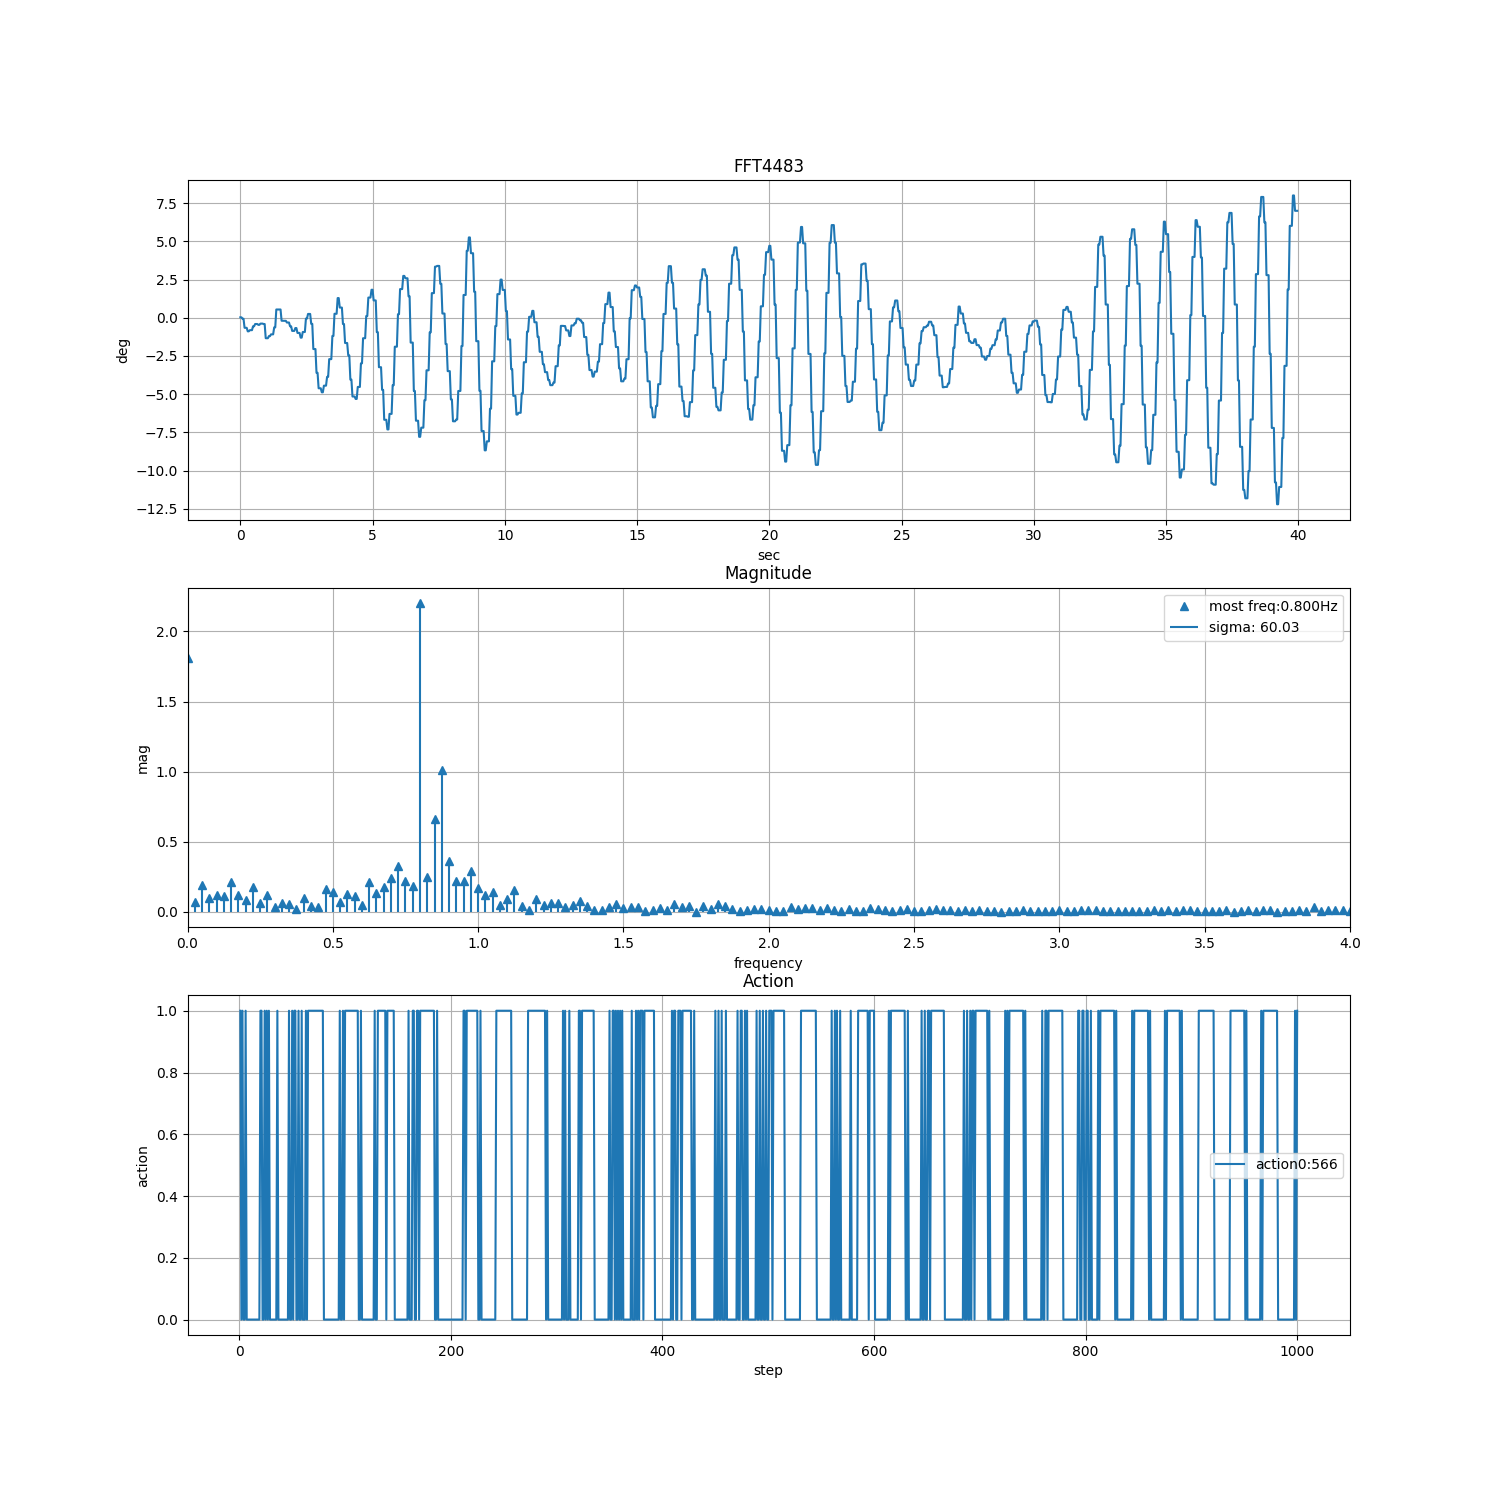 FFT4483
7.5
5.0
2.5
0.0
−2.5
−5.0
−7.5
−10.0
−12.5
deg
0 5 10 15 20 25 30 35 40
sec
Magnitude
most freq:0.800Hz
sigma: 60.03
2.0
1.5
1.0
0.5
0.0
mag
0.0 0.5 1.0 1.5 2.0 2.5 3.0 3.5 4.0
frequency
Action
1.0
0.8
0.6
0.4
0.2
0.0
action
action0:566
0 200 400 600 800 1000
step